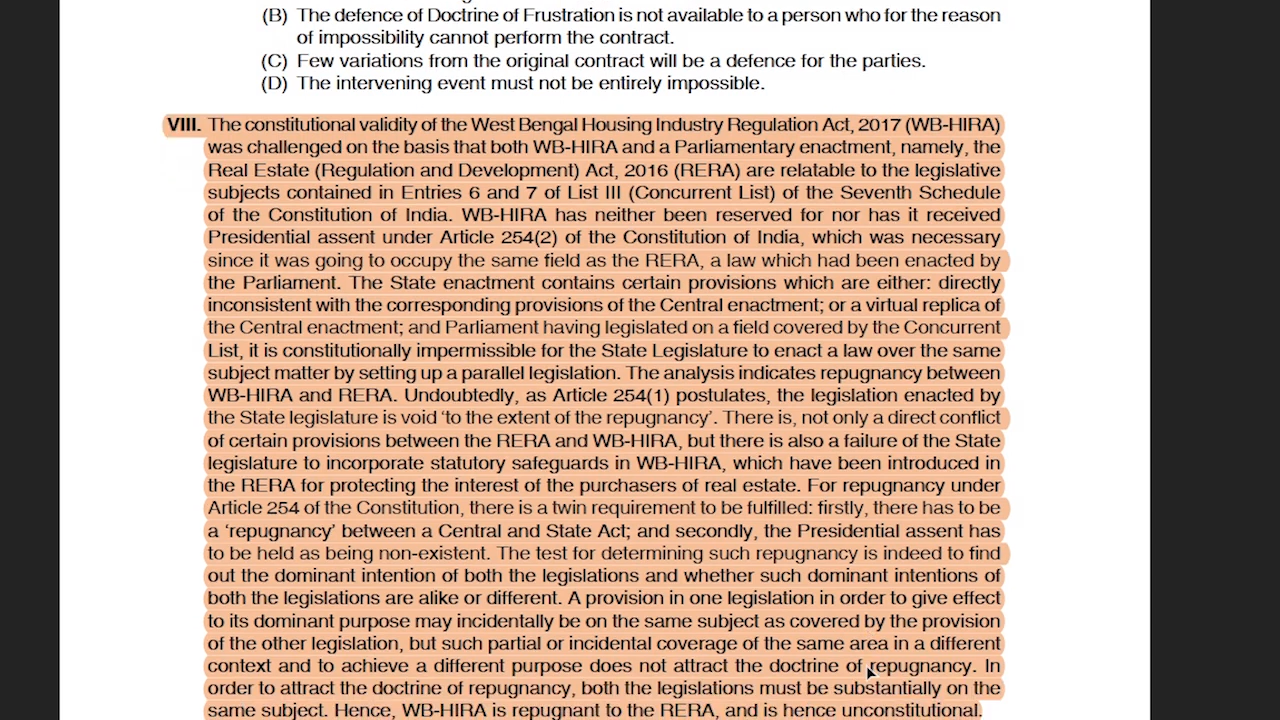 (B) The defence of Doctrine of Frustration is not available to a person who for the reason
of impossibility cannot perform the contract.
(C) Few variations from the original contract will be a defence for the parties.
(D) The intervening event must not be entirely impossible.
VIII. The constitutional validity of the West Bengal Housing Industry Regulation Act, 2017 (WB-HIRA)
was challenged on the basis that both WB-HIRA and a Parliamentary enactment, namely, the
Real Estate (Regulation and Development) Act, 2016 (RERA) are relatable to the legislative
subjects contained in Entries 6 and 7 of List III (Concurrent List) of the Seventh Schedule
of the Constitution of India. WB-HIRA has neither been reserved for nor has it received
Presidential assent under Article 254(2) of the Constitution of India, which was necessary
since it was going to occupy the same field as the RERA, a law which had been enacted by
the Parliament. The State enactment contains certain provisions which are either: directly
inconsistent with the corresponding provisions of the Central enactment; or a virtual replica of
the Central enactment; and Parliament having legislated on a field covered by the Concurrent
List, it is constitutionally impermissible for the State Legislature to enact a law over the same
subject matter by setting up a parallel legislation. The analysis indicates repugnancy between
WB-HIRA and RERA. Undoubtedly, as Article 254(1) postulates, the legislation enacted by
the State legislature is void ‘to the extent of the repugnancy’. There is, not only a direct conflict
of certain provisions between the RERA and WB-HIRA, but there is also a failure of the State
legislature to incorporate statutory safeguards in WB-HIRA, which have been introduced in
the RERA for protecting the interest of the purchasers of real estate. For repugnancy under
Article 254 of the Constitution, there is a twin requirement to be fulfilled: firstly, there has to be
a ‘repugnancy’ between a Central and State Act; and secondly, the Presidential assent has
to be held as being non-existent. The test for determining such repugnancy is indeed to find
out the dominant intention of both the legislations and whether such dominant intentions of
both the legislations are alike or different. A provision in one legislation in order to give effect
to its dominant purpose may incidentally be on the same subject as covered by the provision
of the other legislation, but such partial or incidental coverage of the same area in a different
context and to achieve a different purpose does not attract the doctrine of repugnancy. In
order to attract the doctrine of repugnancy, both the legislations must be substantially on the
same subject. Hence, WB-HIRA is repugnant to the RERA, and is hence unconstitutional.